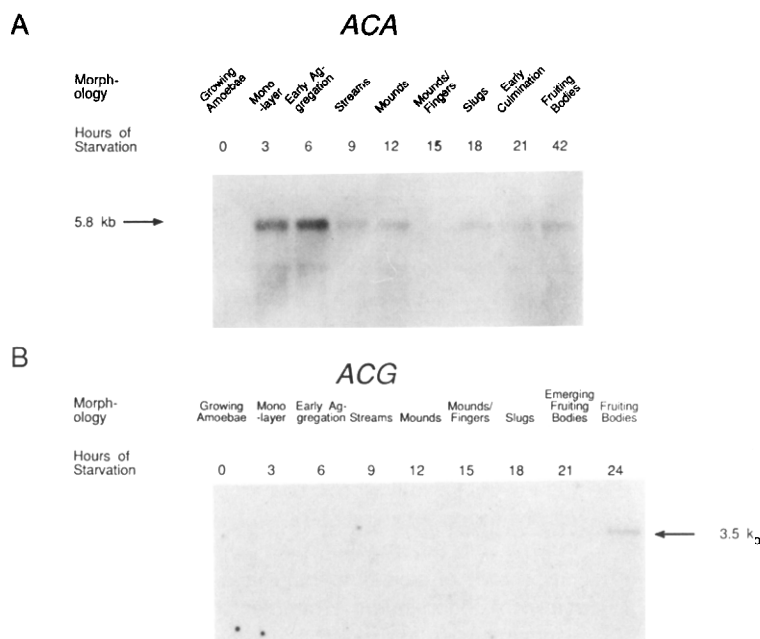 A
ACA
Morph-
ology
Growing Amoebae
Mono -layer
Early Ag- gregation
Streams
Mounds
Mounds/ Fingers
Slugs
Early Culmination
Fruiting Bodies
Hours of
Starvation
0 3 6 9 12 15 18 21 42
5.8 kb
B
ACG
Morph-
ology
Growing Amoebae
Mono -layer
Early Ag- gregation
Streams
Mounds
Mounds/ Fingers
Slugs
Emerging Fruiting Bodies
Fruiting Bodies
Hours of
Starvation
0 3 6 9 12 15 18 21 24
3.5 kb